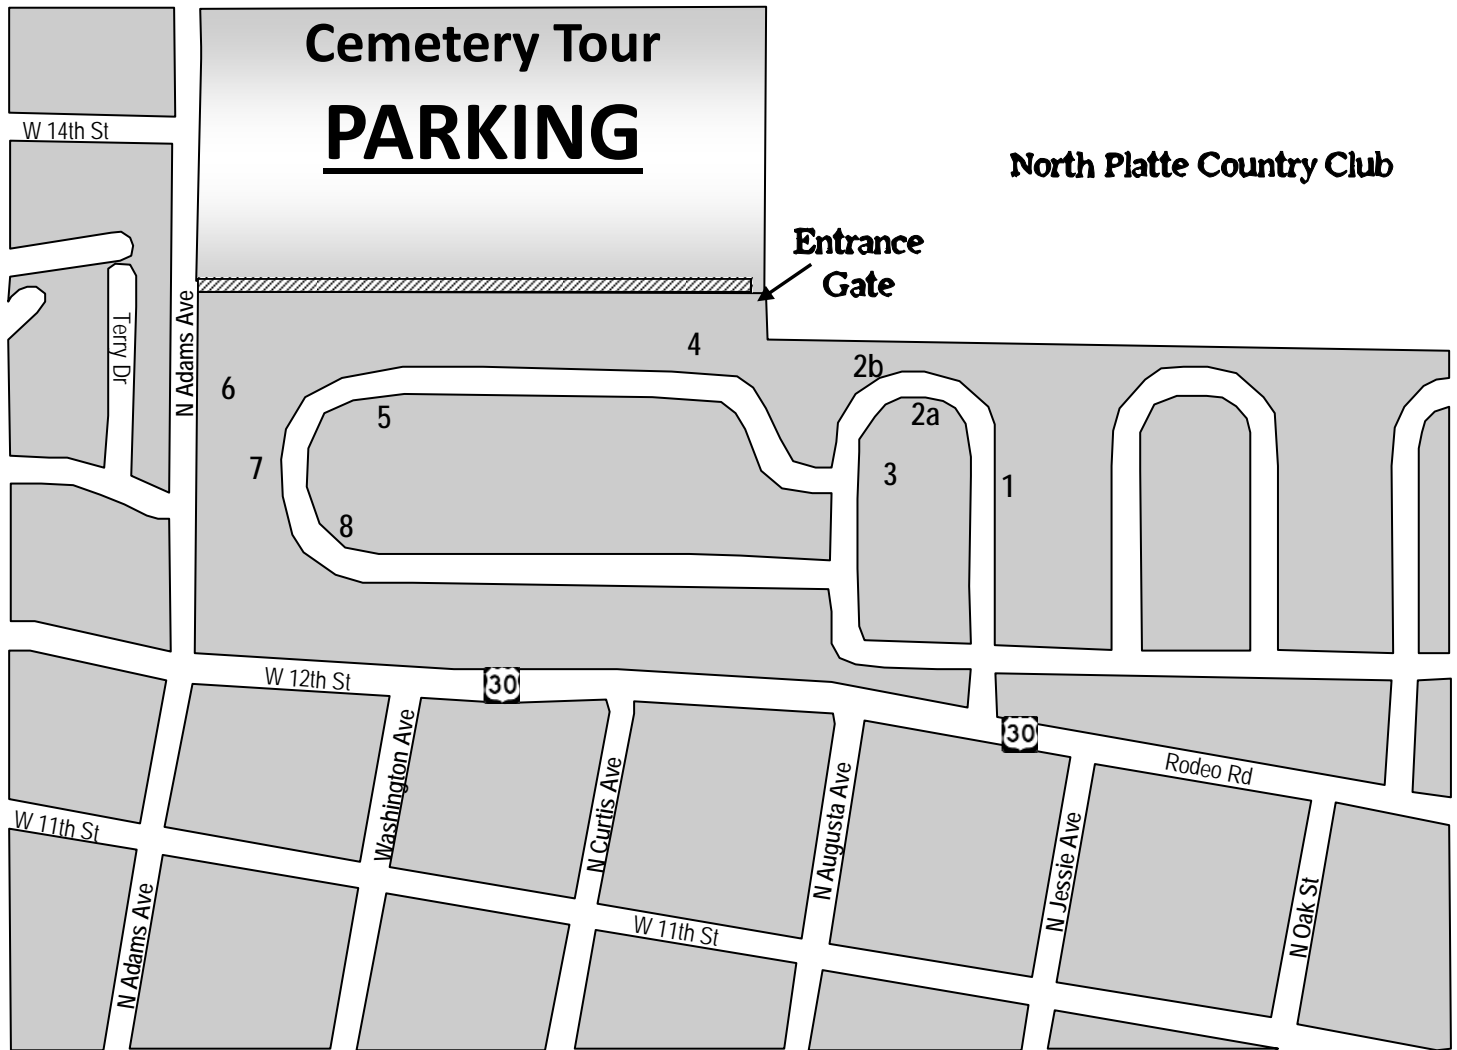 Cemetery Tour
PARKING
W 14th St
North Platte Country Club
Entrance
Gate
N Adams Ave
Terry Dr
4
2b
6
5
2a
7
3
1
8
W 12th St
30
30
Rodeo Rd
Washington Ave
N Curtis Ave
N Augusta Ave
N Jessie Ave
N Oak St
W 11th St
N Adams Ave
W 11th St